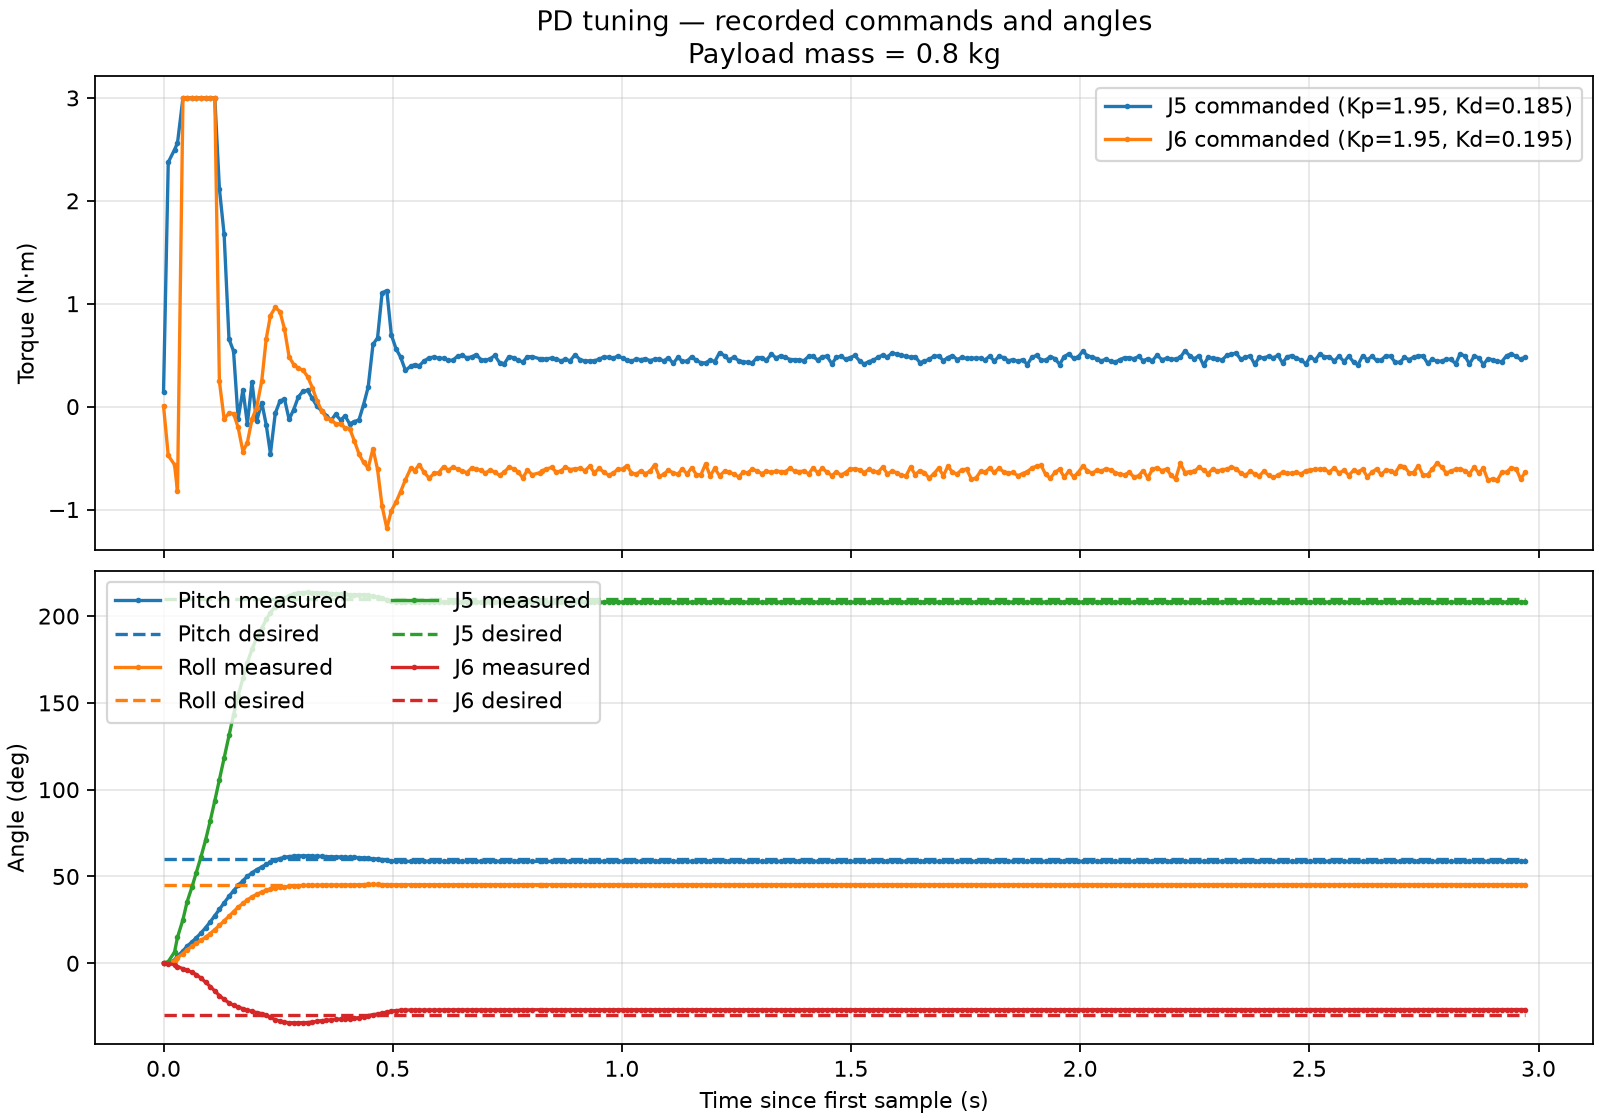 PD tuning — recorded commands and angles
Payload mass = 0.8 kg
3
2
1
0
−1
Torque (N·m)
J5 commanded (Kp=1.95, Kd=0.185)
J6 commanded (Kp=1.95, Kd=0.195)
200
150
100
50
0
Angle (deg)
Pitch measured
Pitch desired
Roll measured
Roll desired
J5 measured
J5 desired
J6 measured
J6 desired
0.0 0.5 1.0 1.5 2.0 2.5 3.0
Time since first sample (s)